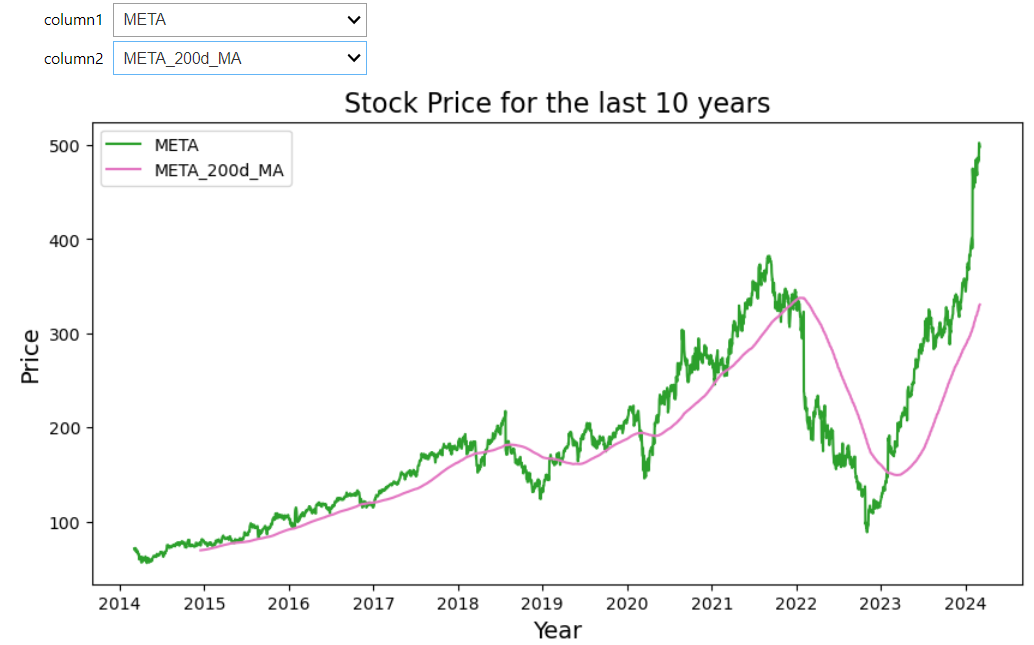 column1 META
column2 META_200d_MA
Stock Price for the last 10 years
META
META_200d_MA
500
400
300
200
100
Price
2014 2015 2016 2017 2018 2019 2020 2021 2022 2023 2024
Year